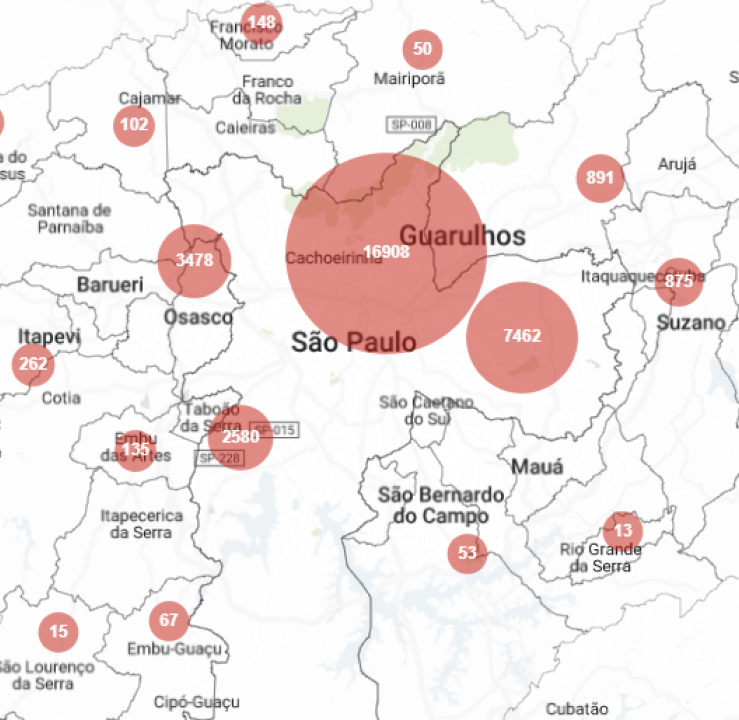 148
Francisco
Morato
50
Mairiporã
Franco
da Rocha
Cajamar
102
Caleiras
SP-008
a do
sus
Arujá
891
Santana de
Parnaíba
Guarulhos
16908
Cachoeirinha
3478
Itaquaquecetuba
875
Barueri
Osasco
Suzano
Itapevi
São Paulo
7462
262
Cotia
Taboão
da Serra
São Caetano
do Sul
SP-015
2580
Embu
das Artes
135
SP-228
Mauá
São Bernardo
do Campo
Itapecerica
da Serra
53
13
Rio Grande
da Serra
67
15
Embu-Guaçu
São Lourenço
da Serra
Cipó-Guaçu
Cubatão